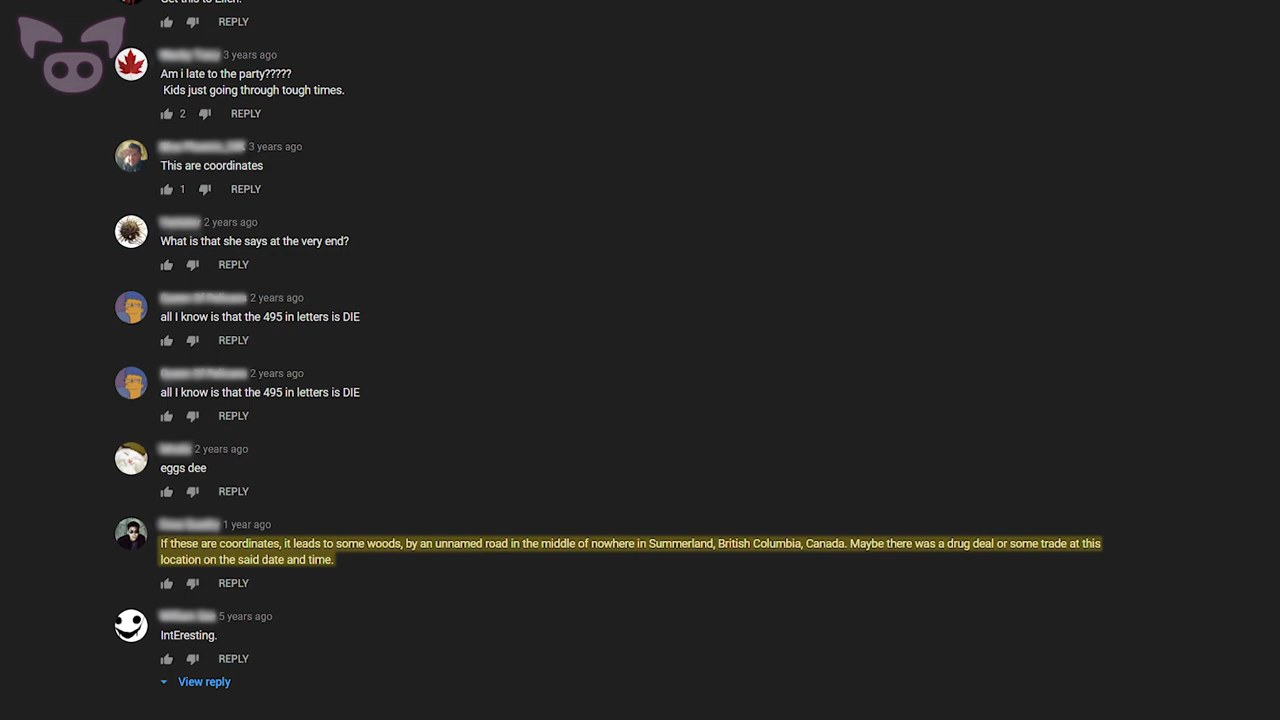 REPLY
3 years ago
Am i late to the party?????
Kids just going through tough times.
2 REPLY
3 years ago
This are coordinates
1 REPLY
2 years ago
What is that she says at the very end?
REPLY
2 years ago
all I know is that the 495 in letters is DIE
REPLY
2 years ago
all I know is that the 495 in letters is DIE
REPLY
2 years ago
eggs dee
REPLY
1 year ago
If these are coordinates, it leads to some woods, by an unnamed road in the middle of nowhere in Summerland, British Columbia, Canada. Maybe there was a drug deal or some trade at this
location on the said date and time.
REPLY
5 years ago
IntEresting.
REPLY
View reply